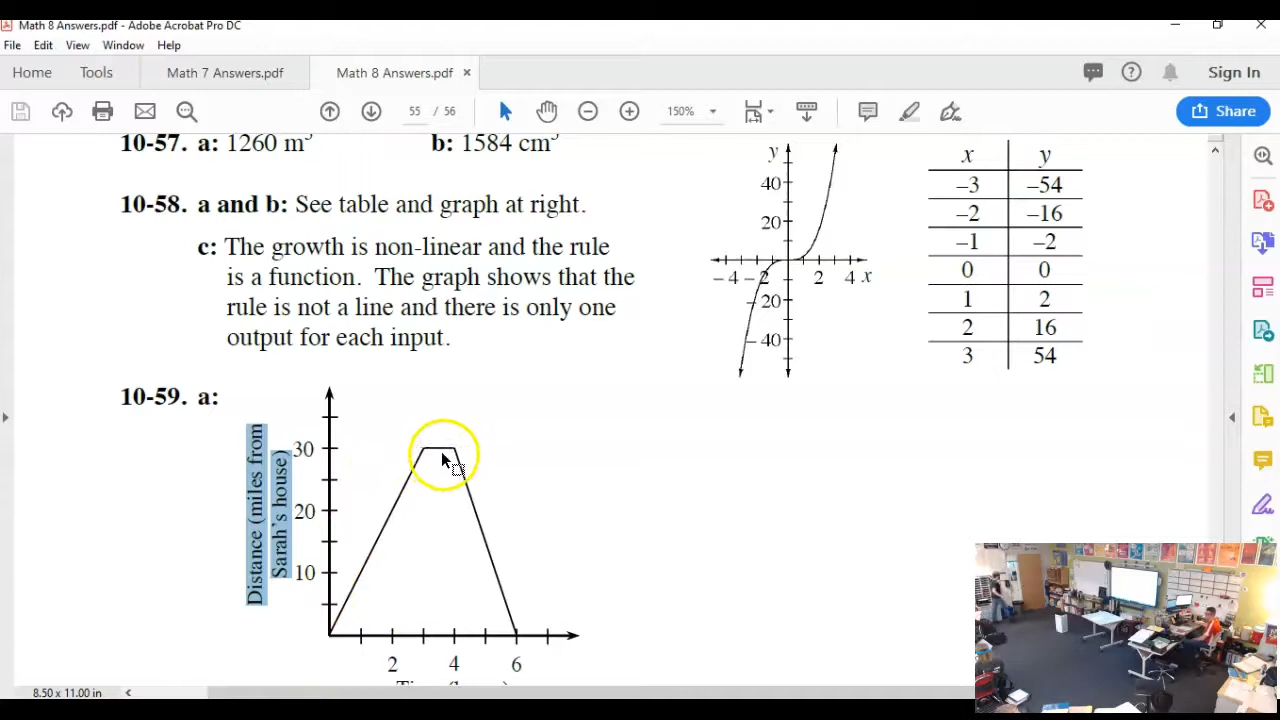 Math 8 Answers.pdf - Adobe Acrobat Pro DC
File Edit View Window Help
Home Tools Math 7 Answers.pdf Math 8 Answers.pdf × Sign In
55 / 56 150% Share
10-57. a: 1260 m³ b: 1584 cm³
10-58. a and b: See table and graph at right.
c: The growth is non-linear and the rule
is a function. The graph shows that the
rule is not a line and there is only one
output for each input.
y
40
20
–4 –2 2 4 x
–20
–40
x y
–3 –54
–2 –16
–1 –2
0 0
1 2
2 16
3 54
10-59. a:
Distance (miles from
Sarah's house)
30
20
10
2 4 6
8.50 x 11.00 in